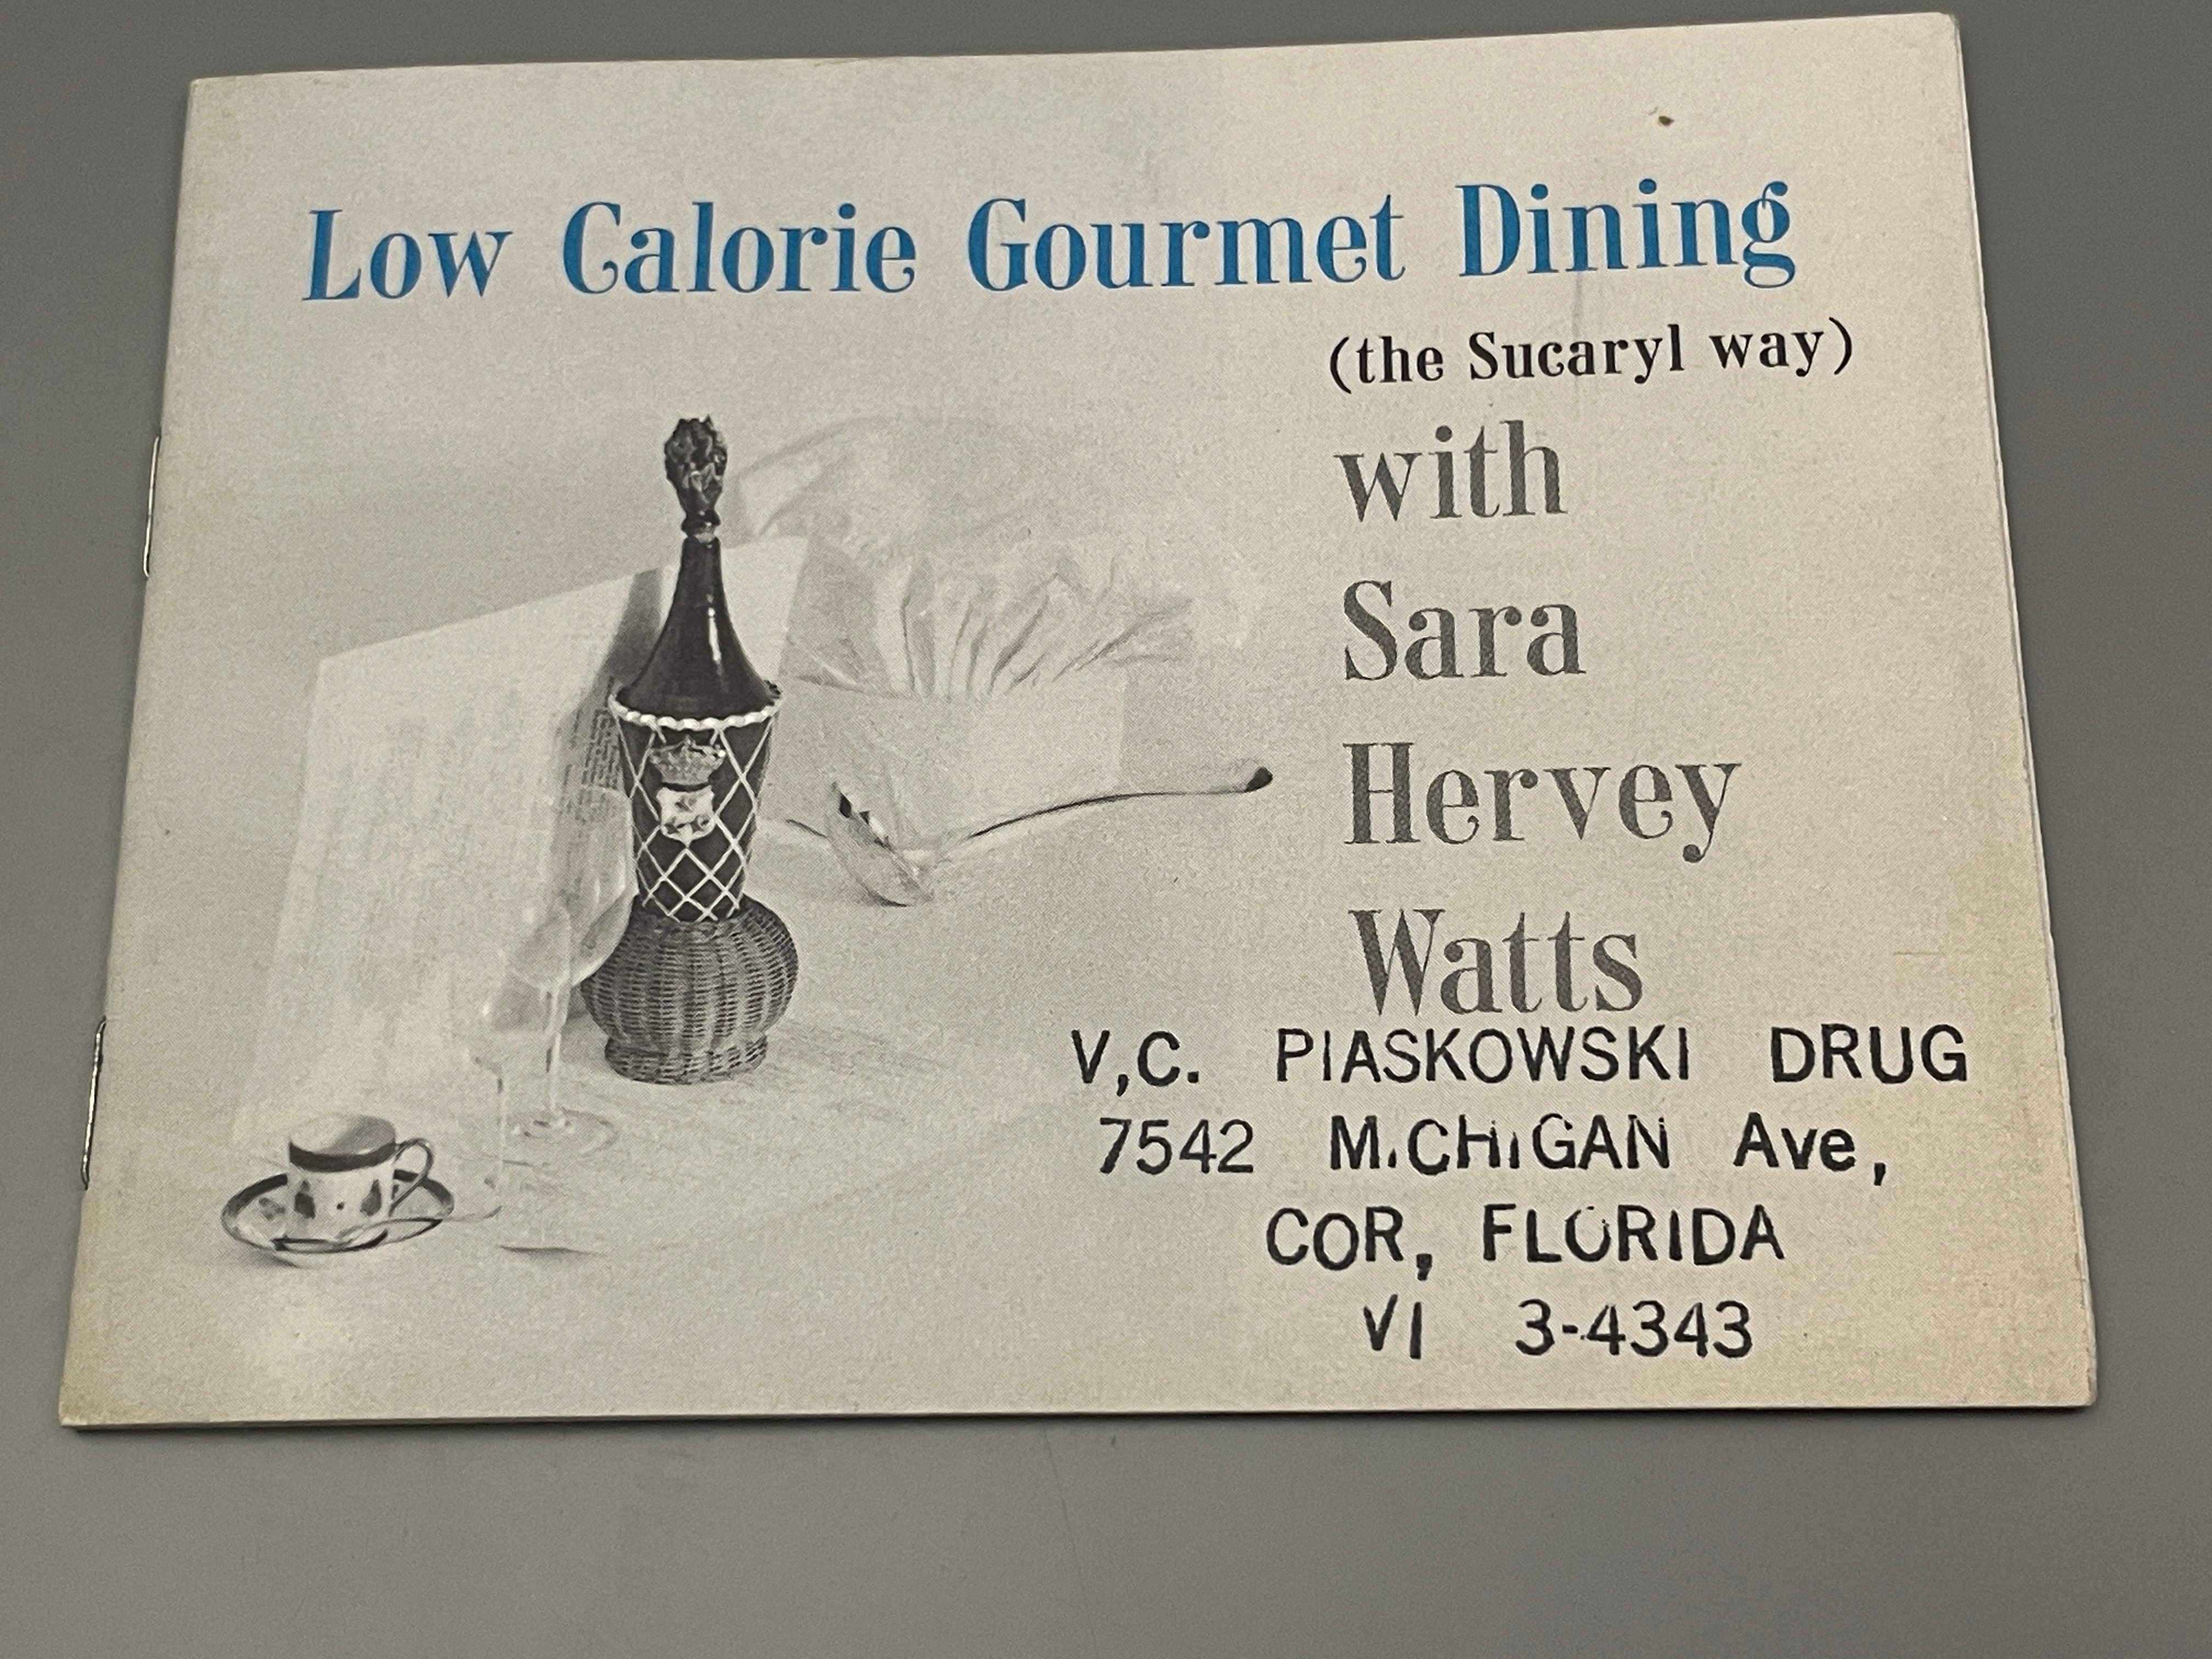 Low Calorie Gourmet Dining
(the Sucaryl way)
with
Sara
Hervey
Watts
V,C. PIASKOWSKI DRUG
7542 M.CHIGAN Ave,
COR, FLORIDA
VI 3-4343